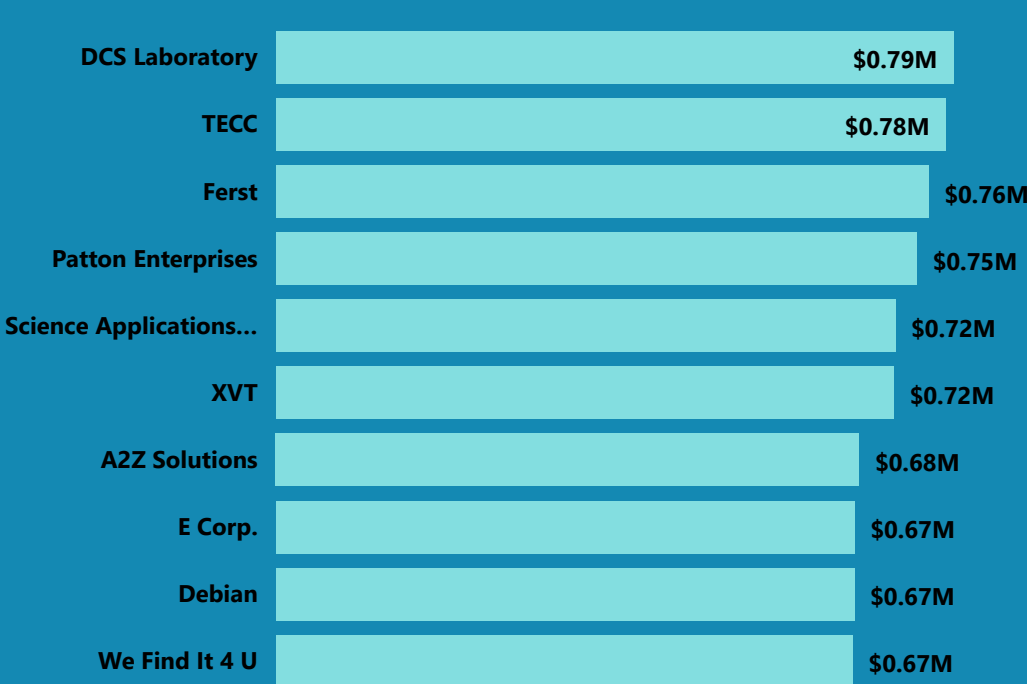 DCS Laboratory $0.79M
TECC $0.78M
Ferst $0.76M
Patton Enterprises $0.75M
Science Applications... $0.72M
XVT $0.72M
A2Z Solutions $0.68M
E Corp. $0.67M
Debian $0.67M
We Find It 4 U $0.67M